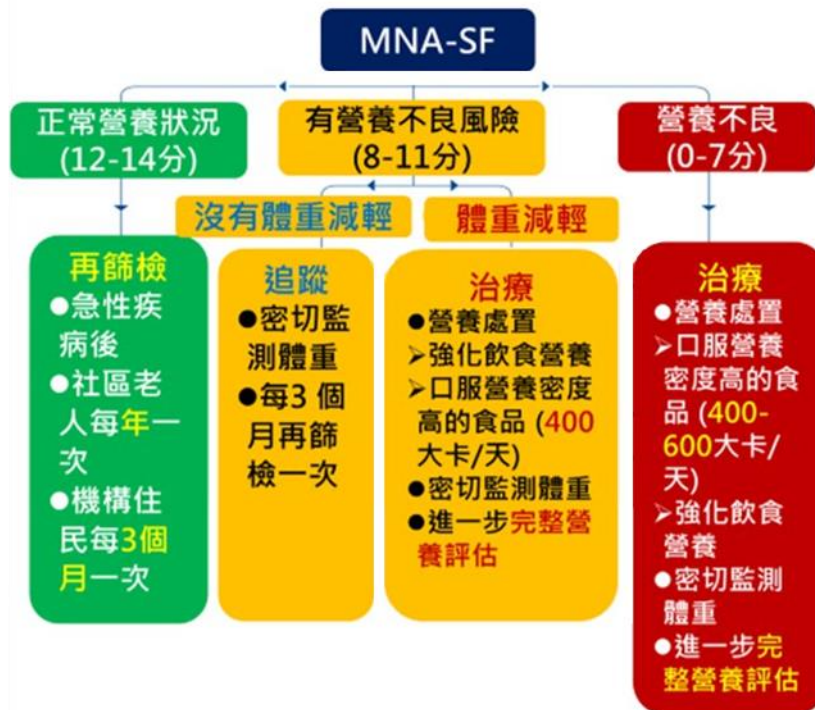 MNA-SF
正常營養狀況
(12-14分)
有營養不良風險
(8-11分)
營養不良
(0-7分)
沒有體重減輕
體重減輕
再篩檢
●急性疾
病後
●社區老
人每年一
次
●機構住
民每3個
月一次
追蹤
●密切監
測體重
●每3 個
月再篩
檢一次
治療
●營養處置
➢強化飲食營養
➢口服營養密度
高的食品 (400
大卡/天)
●密切監測體重
●進一步完整營
養評估
治療
●營養處置
➢口服營養
密度高的食
品 (400-
600大卡/
天)
➢強化飲食
營養
●密切監測
體重
●進一步完
整營養評估